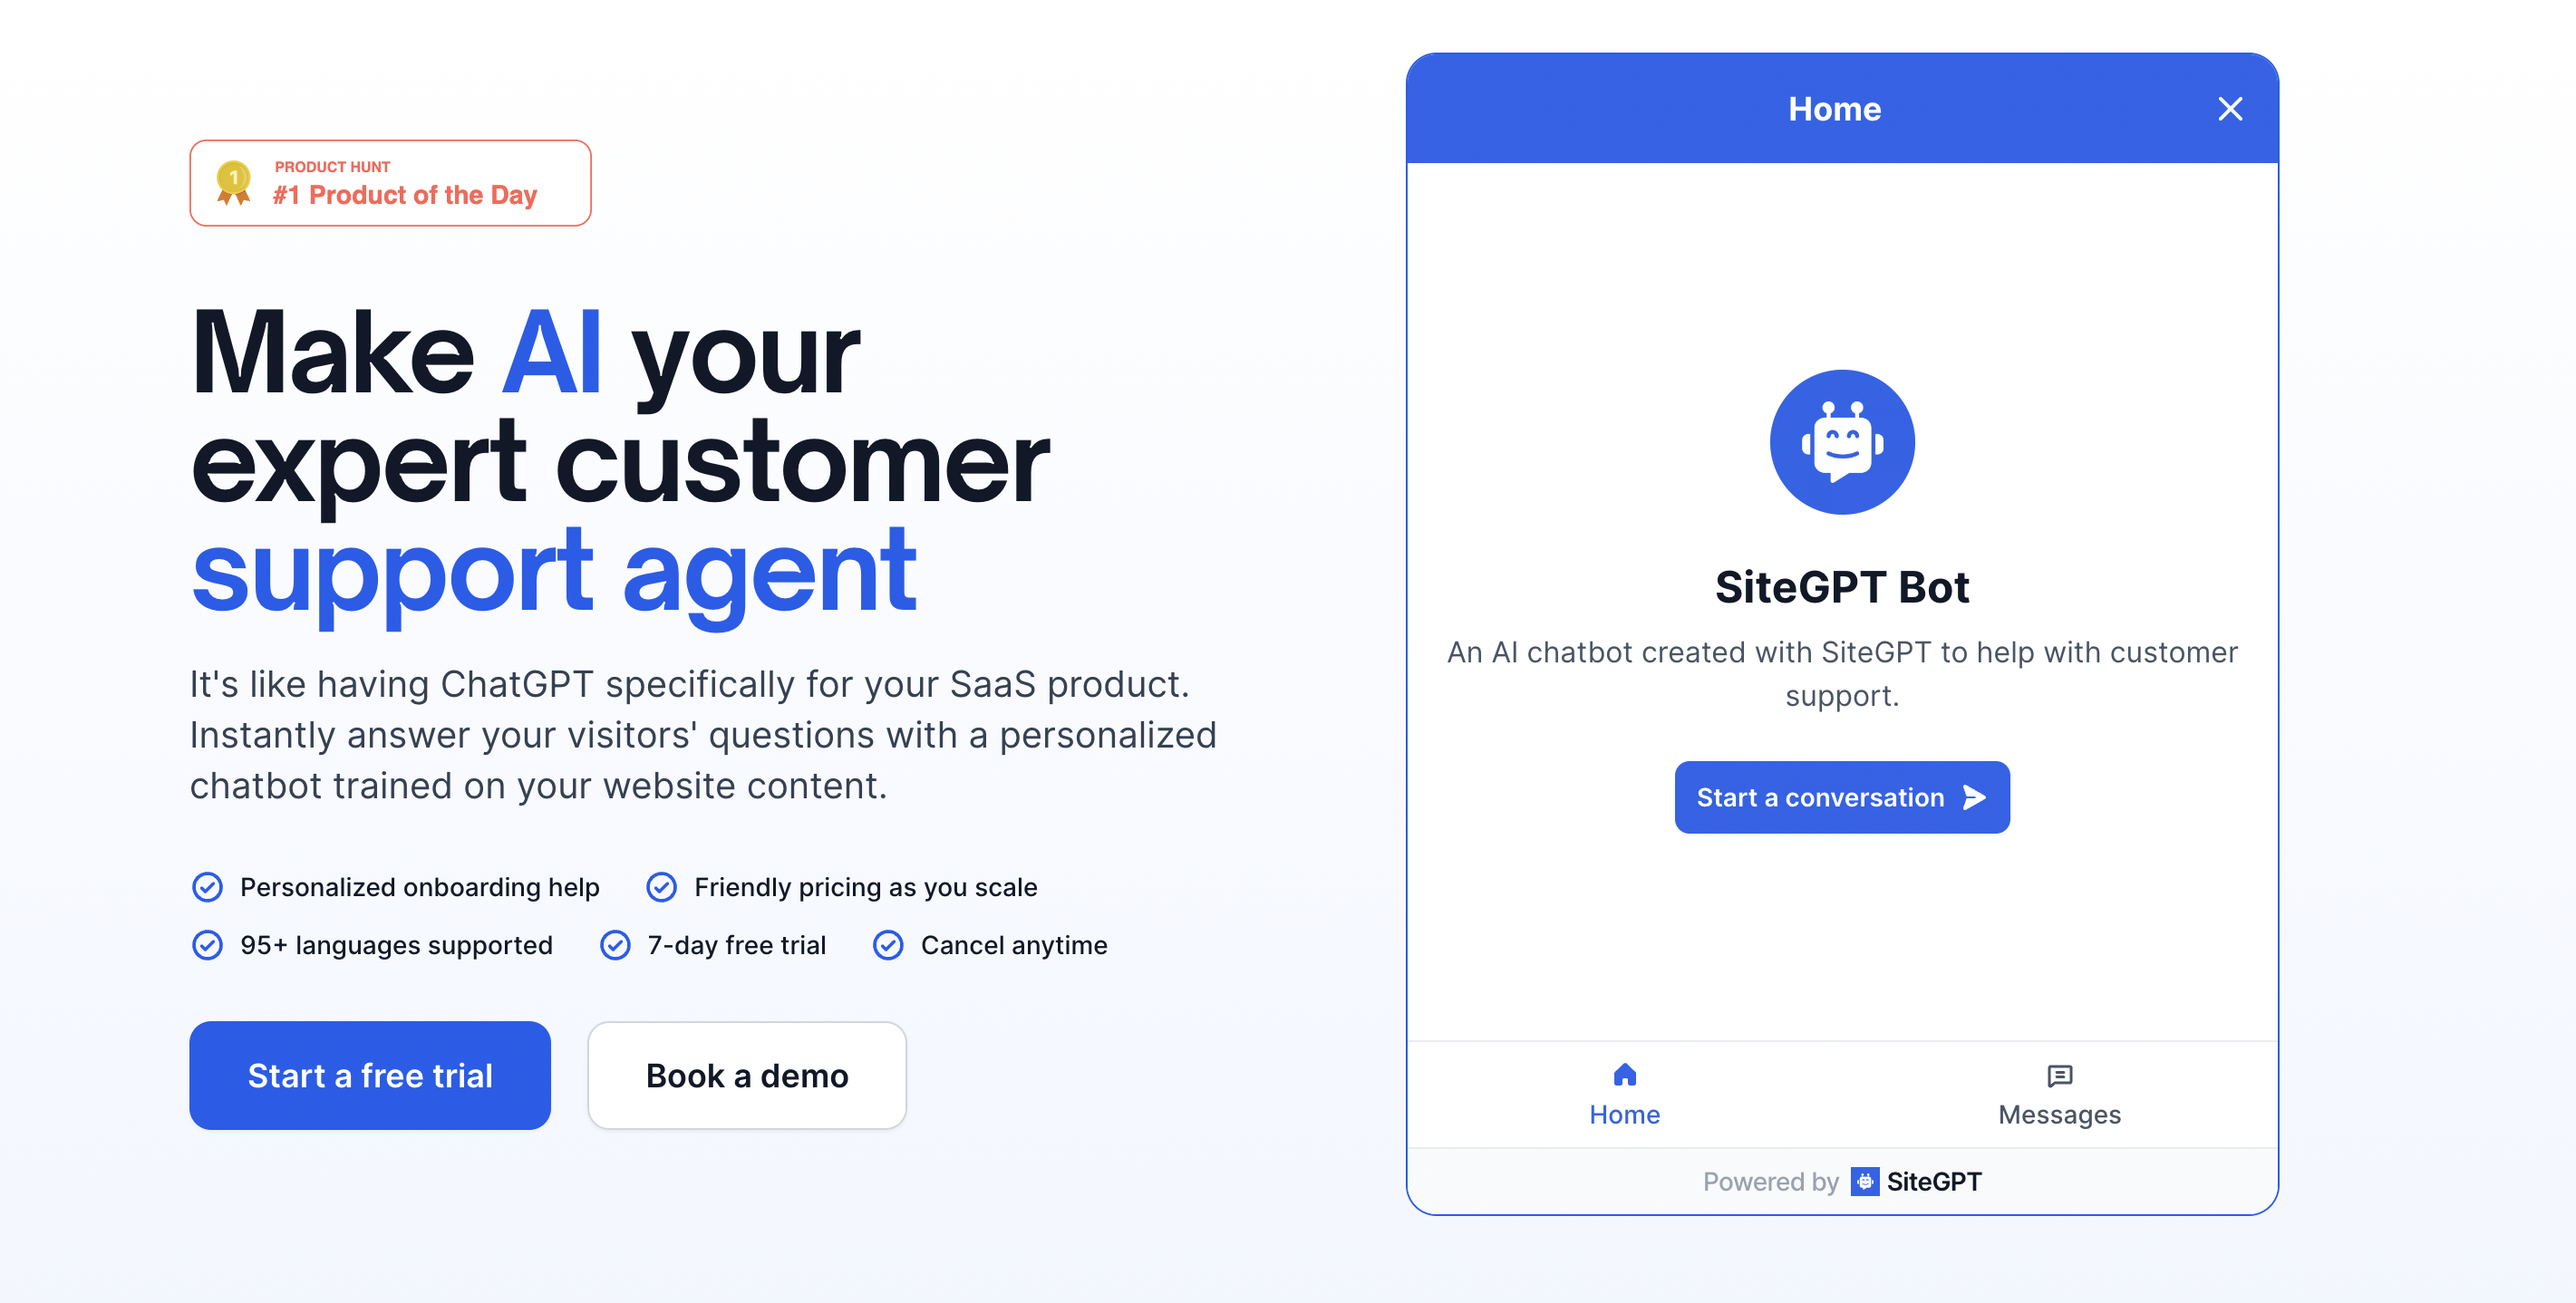 PRODUCT HUNT
#1 Product of the Day
Make AI your
expert customer
support agent
It's like having ChatGPT specifically for your SaaS product.
Instantly answer your visitors' questions with a personalized
chatbot trained on your website content.
Personalized onboarding help
Friendly pricing as you scale
95+ languages supported
7-day free trial
Cancel anytime
Start a free trial
Book a demo
Home
SiteGPT Bot
An AI chatbot created with SiteGPT to help with customer
support.
Start a conversation
Home
Messages
Powered by SiteGPT